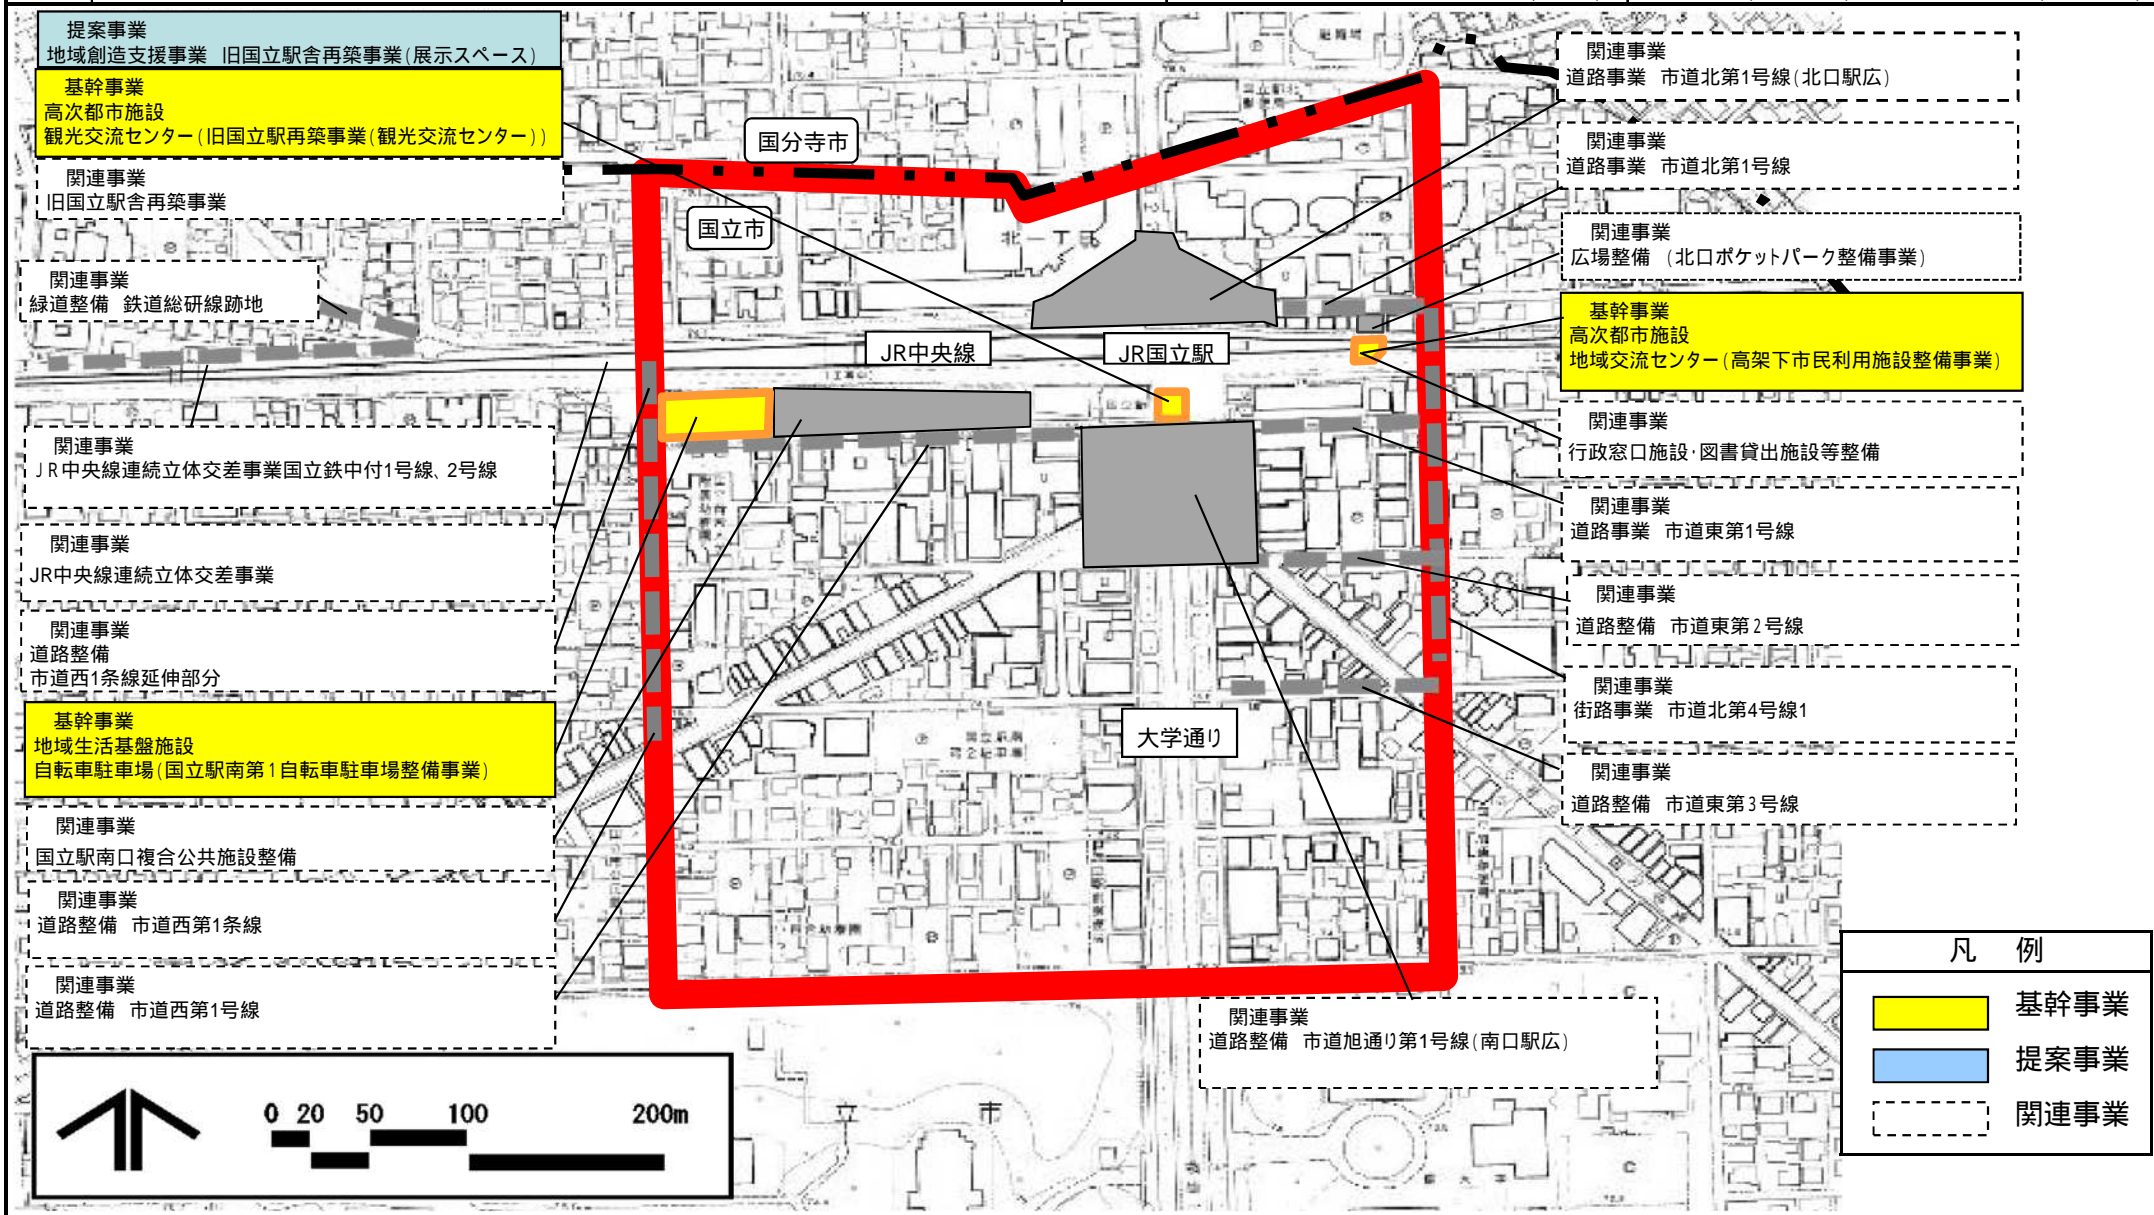 提案事業
地域創造支援事業 旧国立駅舎再築事業(展示スペース)
基幹事業
高次都市施設
観光交流センター(旧国立駅再築事業(観光交流センター))
関連事業
旧国立駅舎再築事業
関連事業
緑道整備 鉄道総研線跡地
関連事業
JR中央線連続立体交差事業国立鉄中付1号線、2号線
関連事業
JR中央線連続立体交差事業
関連事業
道路整備
市道西1条線延伸部分
基幹事業
地域生活基盤施設
自転車駐車場(国立駅南第1自転車駐車場整備事業)
関連事業
国立駅南口複合公共施設整備
関連事業
道路整備 市道西第1条線
関連事業
道路整備 市道西第1号線
国分寺市
国立市
北一丁目
JR中央線
JR国立駅
大学通り
関連事業
道路事業 市道北第1号線(北口駅広)
関連事業
道路事業 市道北第1号線
関連事業
広場整備 (北口ポケットパーク整備事業)
基幹事業
高次都市施設
地域交流センター(高架下市民利用施設整備事業)
関連事業
行政窓口施設・図書貸出施設等整備
関連事業
道路事業 市道東第1号線
関連事業
道路整備 市道東第2号線
関連事業
街路事業 市道北第4号線1
関連事業
道路整備 市道東第3号線
関連事業
道路整備 市道旭通り第1号線(南口駅広)
凡 例
基幹事業
提案事業
関連事業
0 20 50 100 200m
立 市